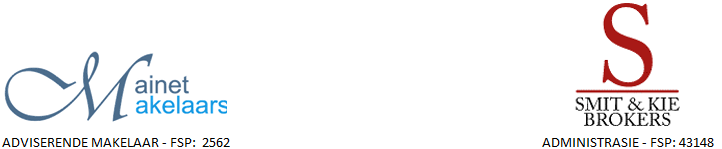 Mainet
Makelaars
ADVISERENDE MAKELAAR - FSP:  2562
S
SMIT & KIE
BROKERS
ADMINISTRASIE - FSP: 43148